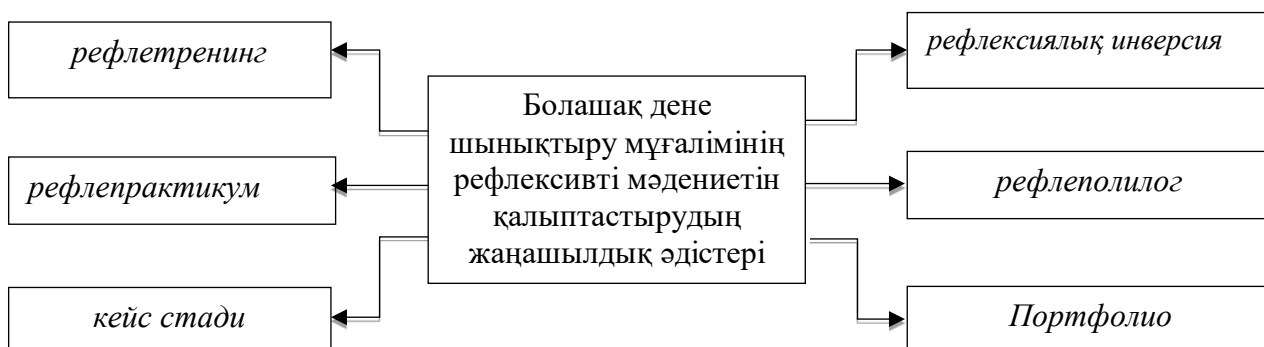 рефлетренинг
рефлепрактикум
кейс стади
Болашақ дене
шынықтыру мұғалімінің
рефлексивті мәдениетін
қалыптастырудың
жаңашылдық әдістері
рефлексиялық инверсия
рефлеполилог
Портфолио